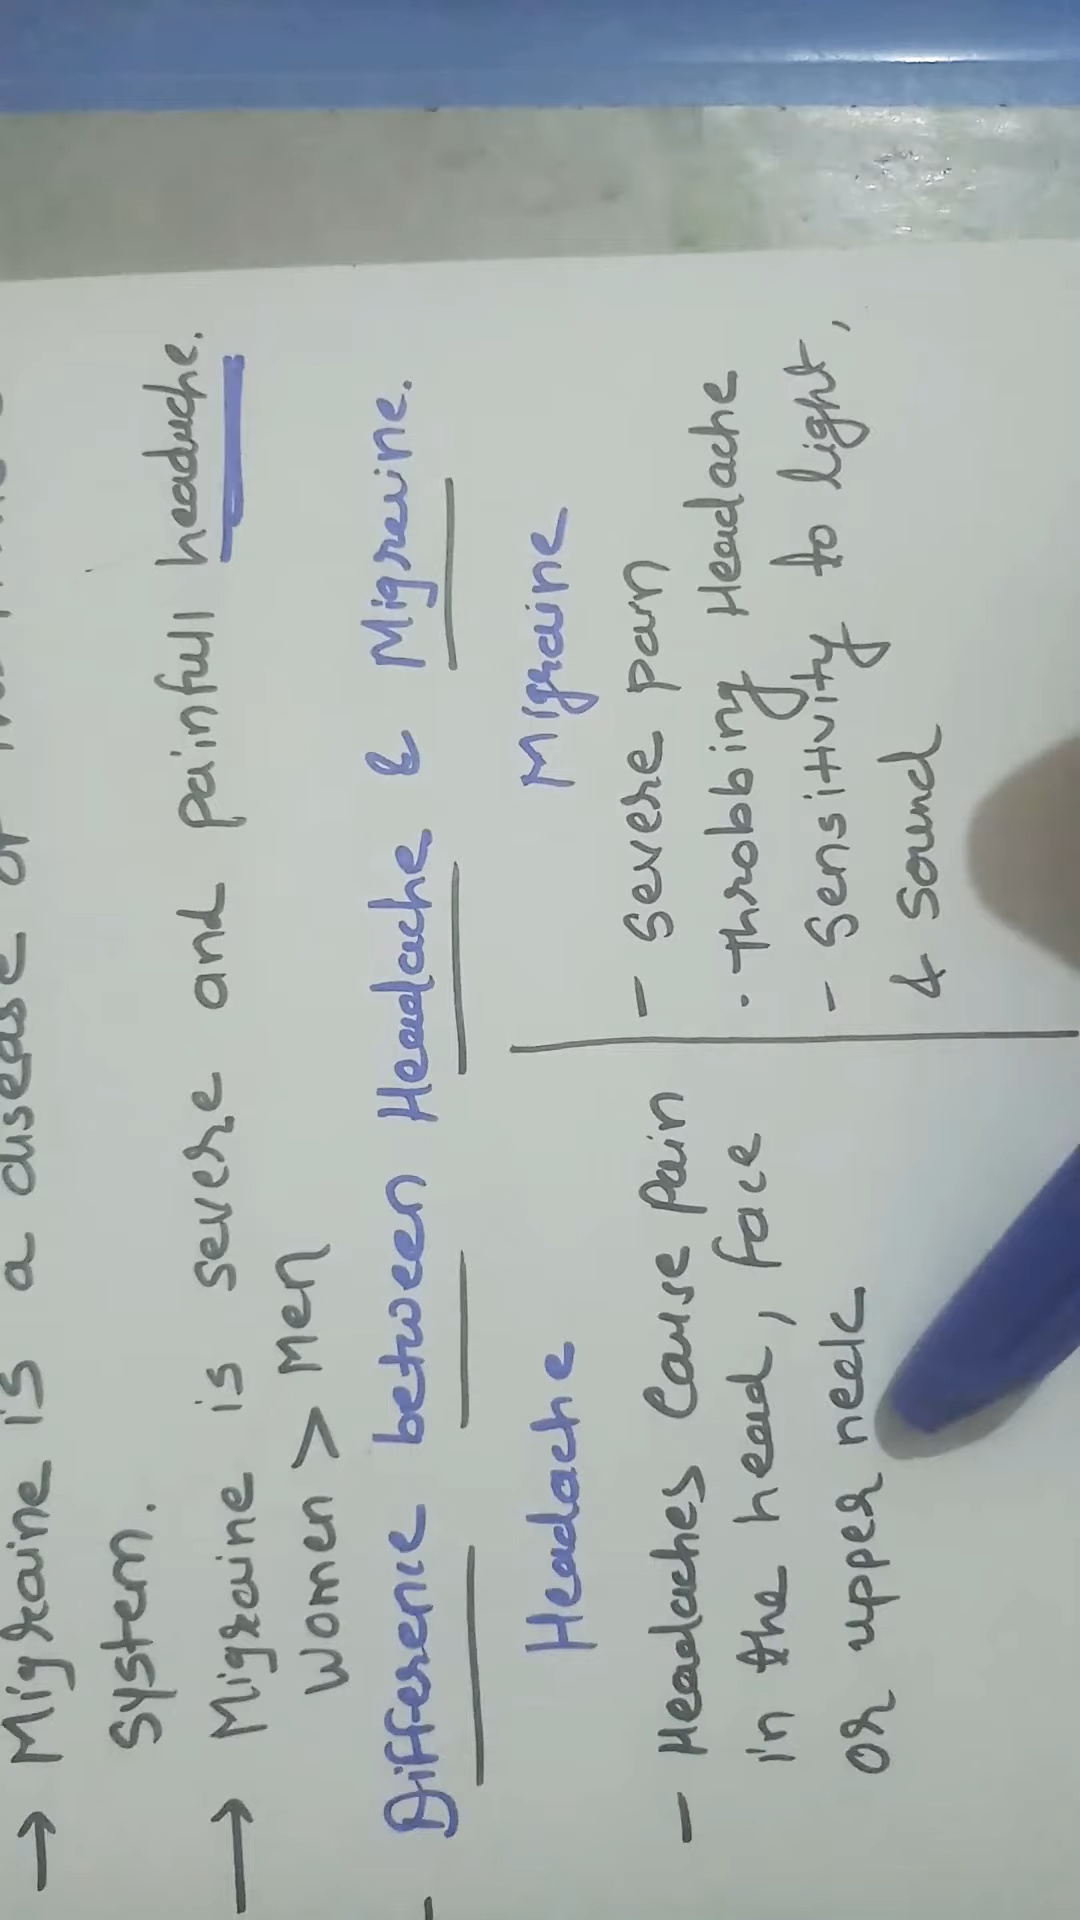 → Migraine is a disease of
System.
→ Migraine is severe and painfull headache.
Women > Men
- Difference between Headache & Migraine.
Headache
- Headaches Cause Pain
in the head, face
or upper neck
Migraine
- Severe pain
· throbbing Headache
- Sensitivity to light,
& sound